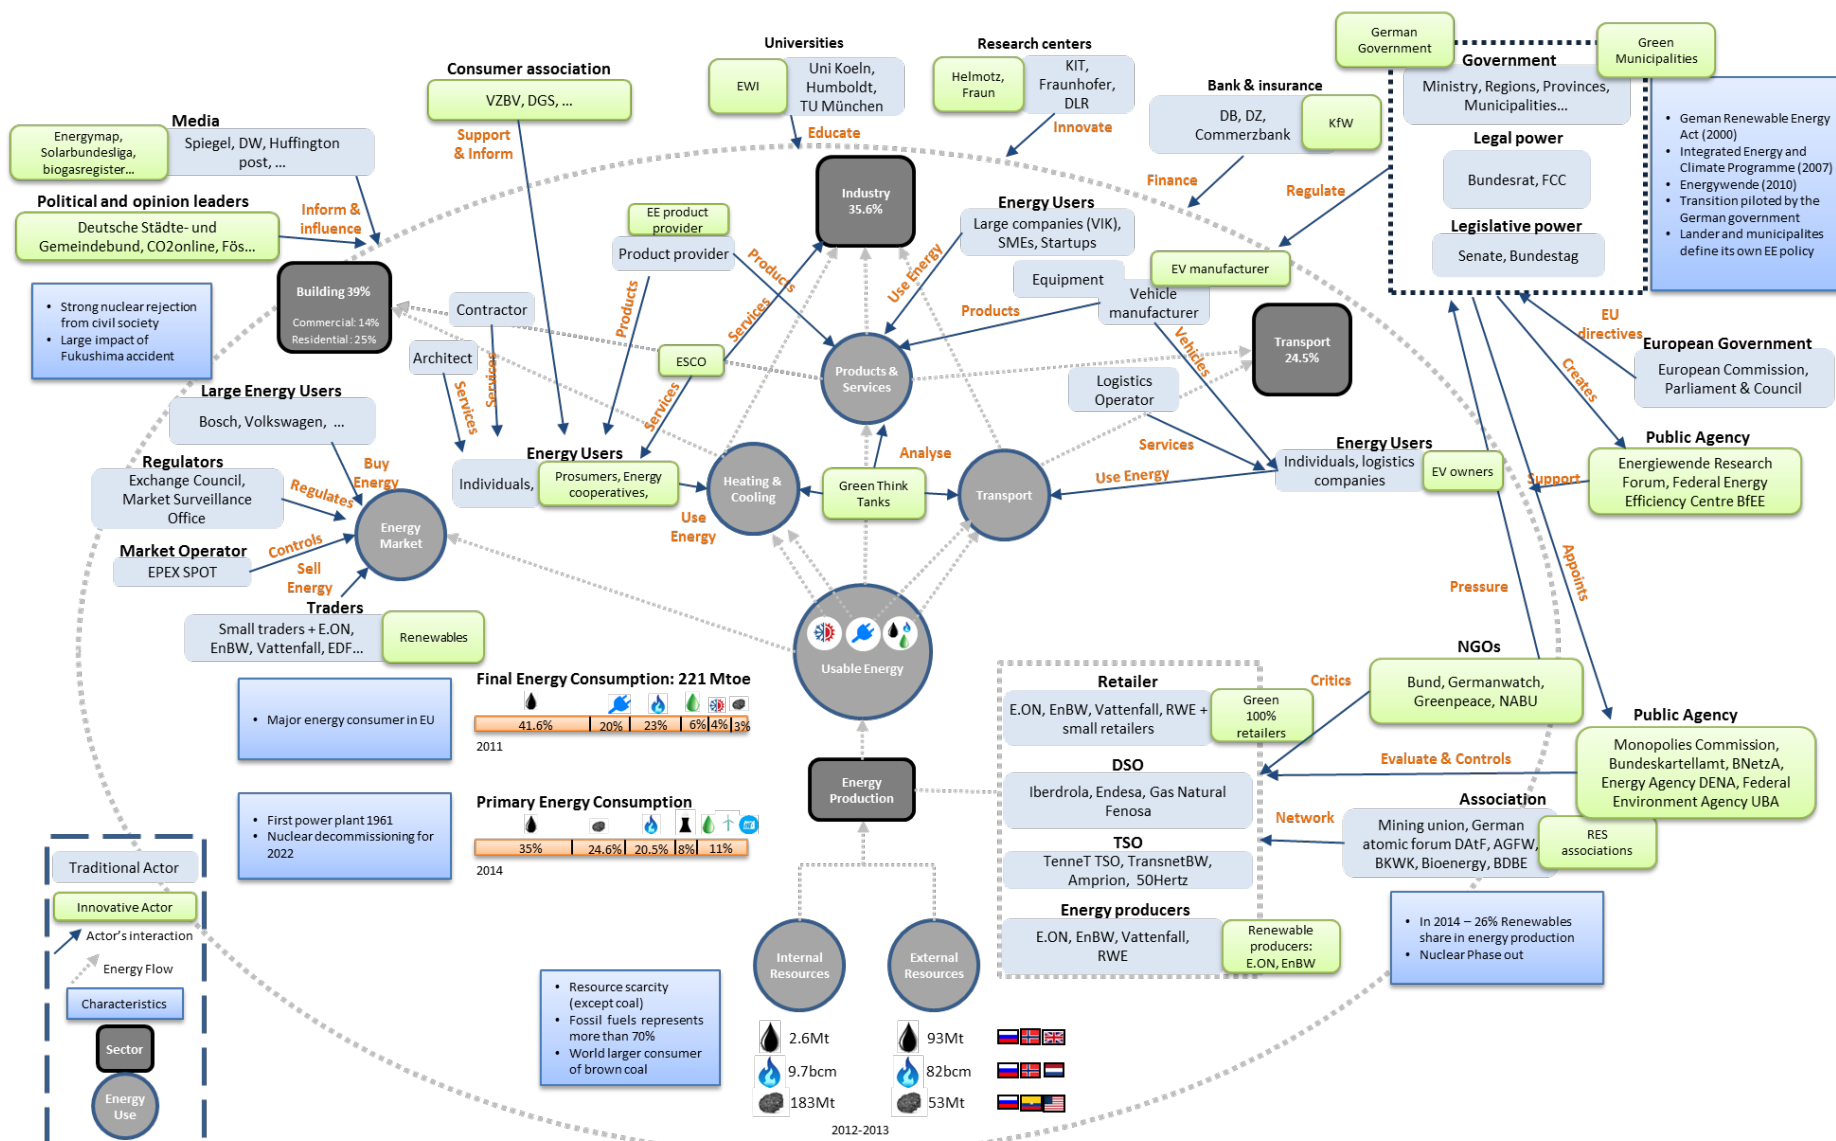 German
Government
Green
Municipalities
Government
Ministry, Regions, Provinces,
Municipalities...
Legal power
Bundesrat, FCC
Legislative power
Senate, Bundestag
• Geman Renewable Energy
Act (2000)
• Integrated Energy and
Climate Programme (2007)
• Energywende (2010)
• Transition piloted by the
German government
• Lander and municipalites
define its own EE policy
Universities
EWI
Uni Koeln,
Humboldt,
TU München
Educate
Research centers
Helmotz,
Fraun
KIT,
Fraunhofer,
DLR
Innovate
Bank & insurance
DB, DZ,
Commerzbank
KfW
Finance
Regulate
Consumer association
VZBV, DGS, ...
Support
& Inform
Media
Energymap,
Solarbundesliga,
biogasregister...
Spiegel, DW, Huffington
post, ...
Political and opinion leaders
Deutsche Städte- und
Gemeindebund, CO2online, Fös...
Inform &
influence
Industry
35.6%
EE product
provider
Product provider
Products
Products
Services
Energy Users
Large companies (VIK),
SMEs, Startups
Use Energy
Equipment
EV manufacturer
Vehicle
manufacturer
Products
Vehicles
Building 39%
Commercial: 14%
Residential: 25%
• Strong nuclear rejection
from civil society
• Large impact of
Fukushima accident
Contractor
Architect
Services
Services
ESCO
Services
Products &
Services
Transport
24.5%
EU
directives
European Government
European Commission,
Parliament & Council
Creates
Logistics
Operator
Services
Large Energy Users
Bosch, Volkswagen, ...
Buy
Energy
Regulators
Exchange Council,
Market Surveillance
Office
Regulates
Energy
Market
Market Operator
EPEX SPOT
Controls
Sell
Energy
Traders
Small traders + E.ON,
EnBW, Vattenfall, EDF...
Renewables
Energy Users
Individuals,
Prosumers, Energy
cooperatives,
Use
Energy
Heating &
Cooling
Green Think
Tanks
Analyse
Transport
Use Energy
Energy Users
Individuals, logistics
companies
EV owners
Public Agency
Energiewende Research
Forum, Federal Energy
Efficiency Centre BfEE
Support
Appoints
Pressure
Usable Energy
• Major energy consumer in EU
Final Energy Consumption: 221 Mtoe
41.6% 20% 23% 6% 4% 3%
2011
• First power plant 1961
• Nuclear decommissioning for
2022
Primary Energy Consumption
35% 24.6% 20.5% 8% 11%
2014
Energy
Production
Retailer
E.ON, EnBW, Vattenfall, RWE +
small retailers
Green
100%
retailers
DSO
Iberdrola, Endesa, Gas Natural
Fenosa
TSO
TenneT TSO, TransnetBW,
Amprion, 50Hertz
Energy producers
E.ON, EnBW, Vattenfall,
RWE
Renewable
producers:
E.ON, EnBW
Critics
NGOs
Bund, Germanwatch,
Greenpeace, NABU
Public Agency
Monopolies Commission,
Bundeskartellamt, BNetzA,
Energy Agency DENA, Federal
Environment Agency UBA
Evaluate & Controls
Association
Mining union, German
atomic forum DAtF, AGFW,
BKWK, Bioenergy, BDBE
RES
associations
Network
• In 2014 – 26% Renewables
share in energy production
• Nuclear Phase out
Traditional Actor
Innovative Actor
Actor's interaction
Energy Flow
Characteristics
Sector
Energy
Use
• Resource scarcity
(except coal)
• Fossil fuels represents
more than 70%
• World larger consumer
of brown coal
Internal
Resources
External
Resources
2.6Mt
93Mt
9.7bcm
82bcm
183Mt
53Mt
2012-2013